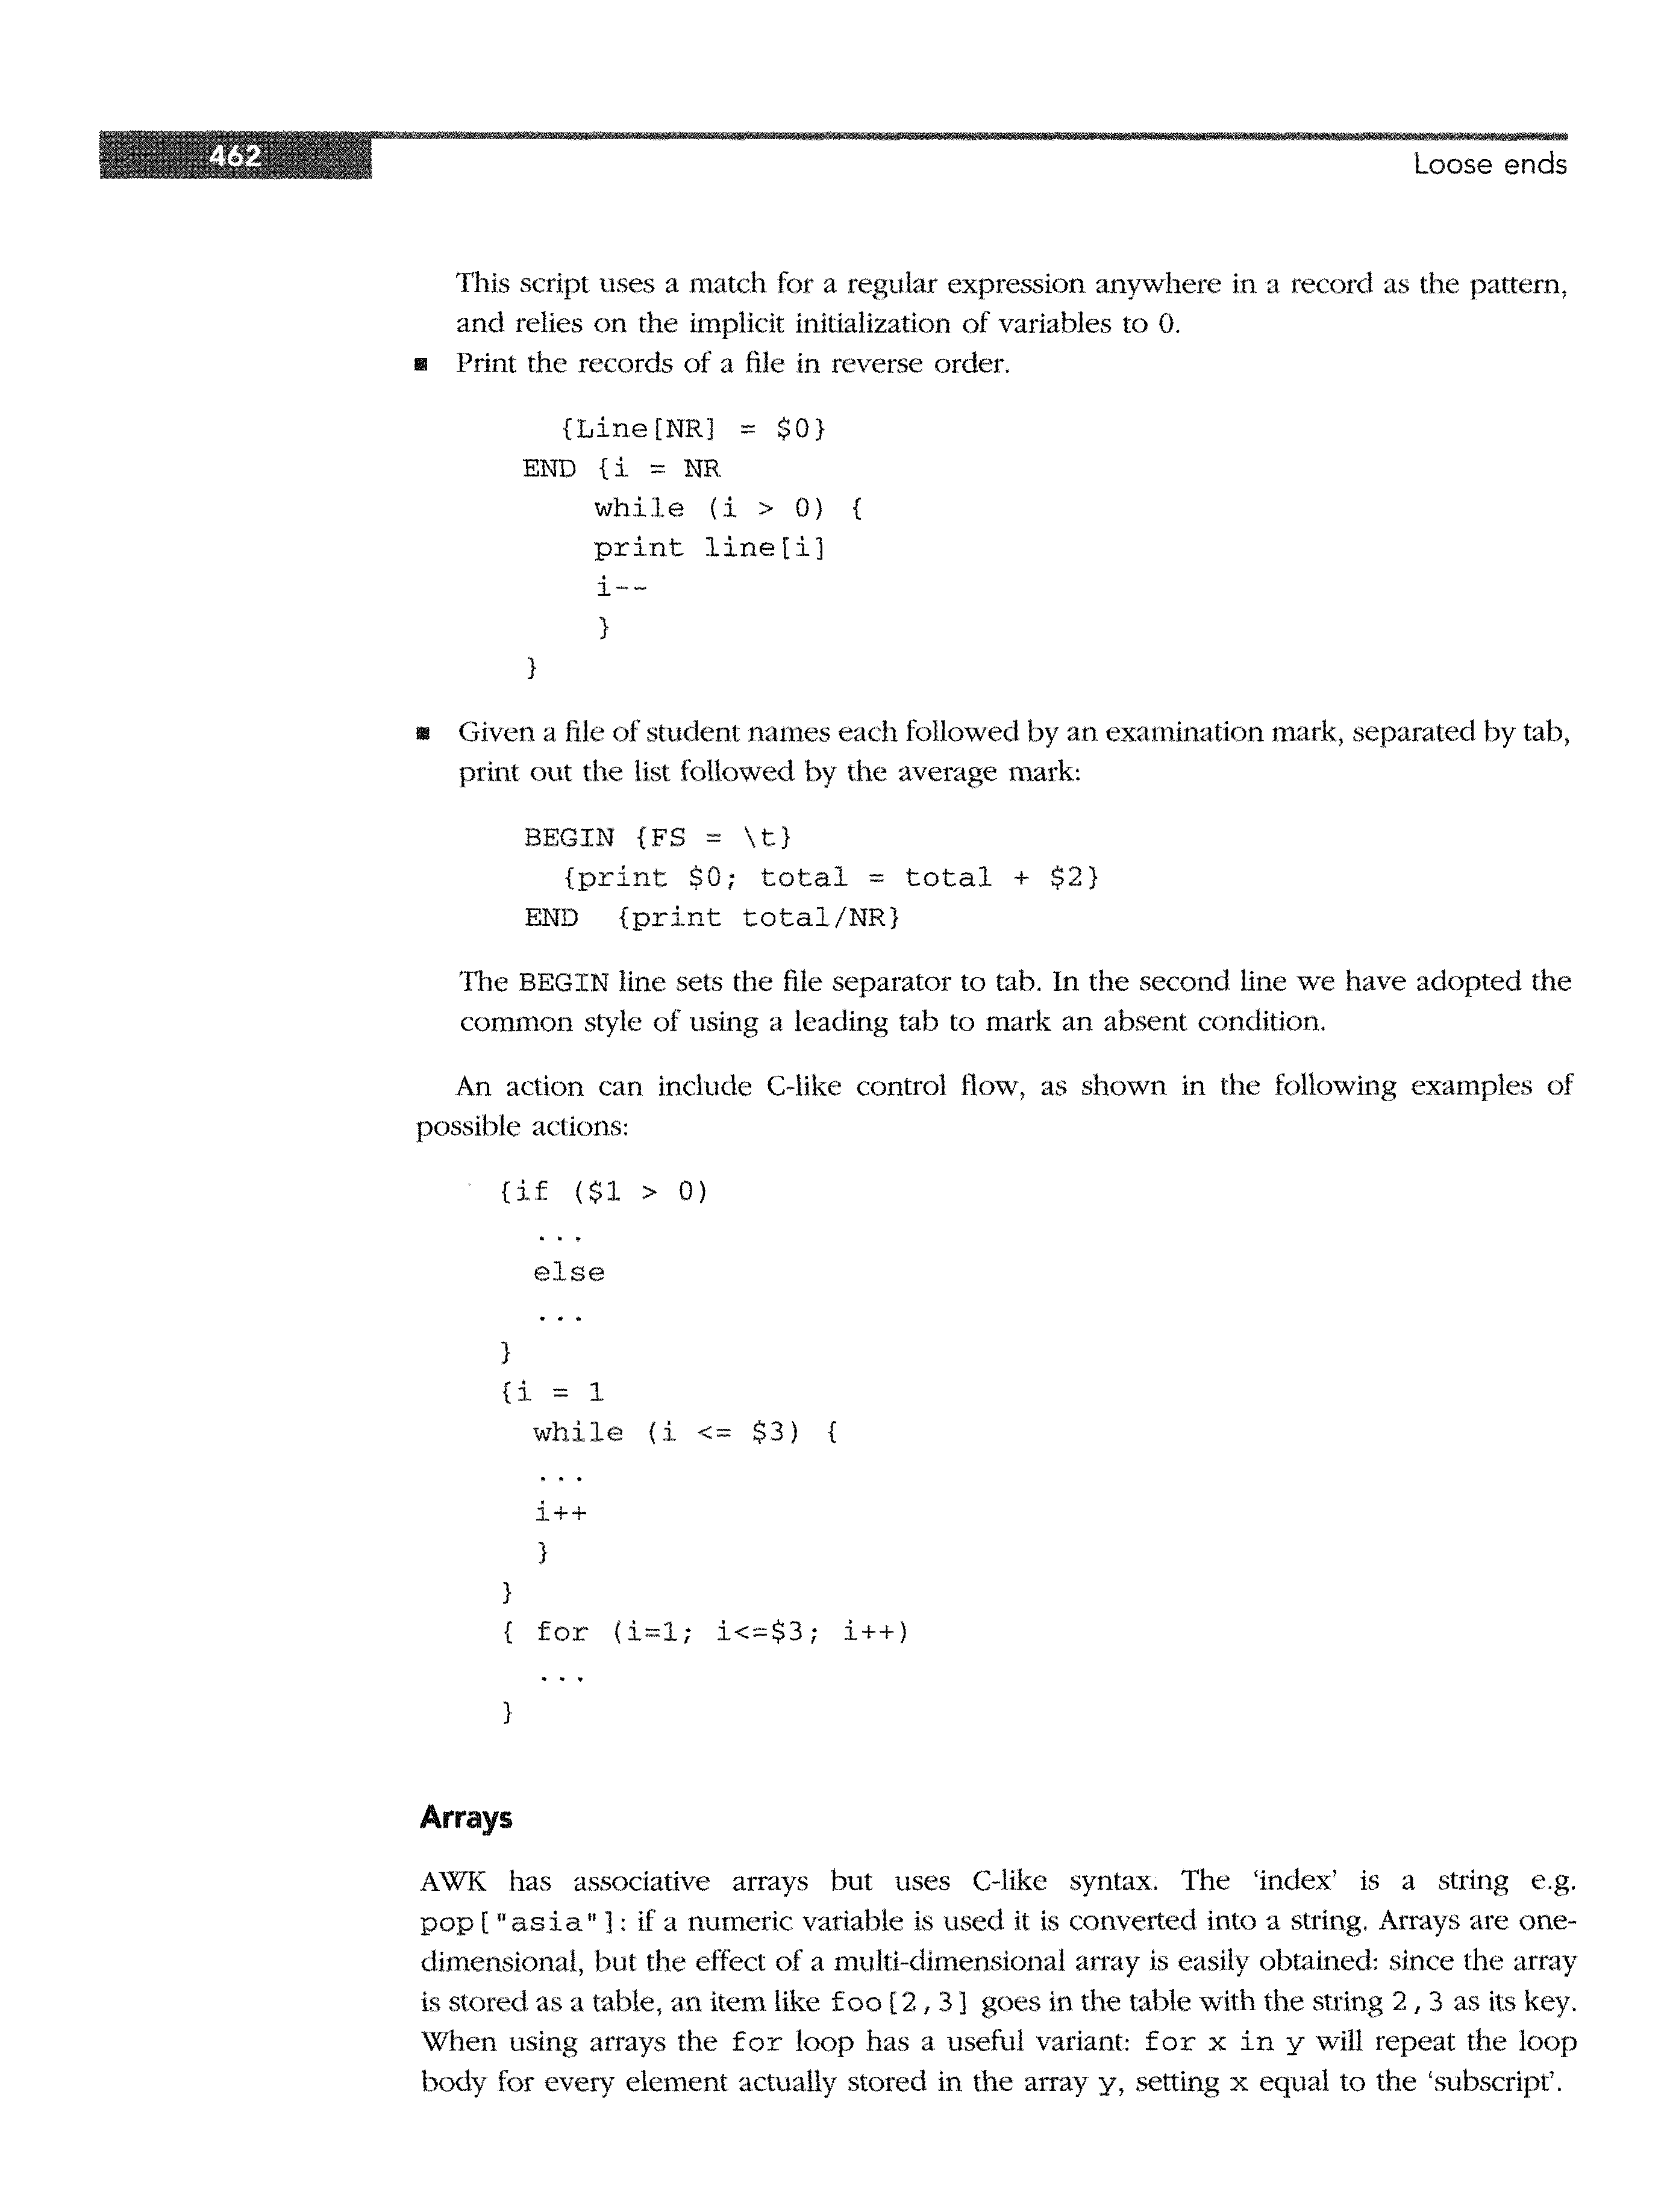 462
Loose ends
This script uses a match for a regular expression anywhere in a record as the pattern,
and relies on the implicit initialization of variables to 0.
■ Print the records of a file in reverse order.
{Line[NR] = $0}
END {i = NR
while (i > 0) {
print line[i]
i--
}
}
■ Given a file of student names each followed by an examination mark, separated by tab,
print out the list followed by the average mark:
BEGIN {FS = \t}
{print $0; total = total + $2}
END {print total/NR}
The BEGIN line sets the file separator to tab. In the second line we have adopted the
common style of using a leading tab to mark an absent condition.
An action can include C-like control flow, as shown in the following examples of
possible actions:
{if ($1 > 0)
...
else
...
}
{i = 1
while (i <= $3) {
...
i++
}
}
{ for (i=1; i<=$3; i++)
...
}
Arrays
AWK has associative arrays but uses C-like syntax. The ‘index’ is a string e.g.
pop["asia"]: if a numeric variable is used it is converted into a string. Arrays are one-
dimensional, but the effect of a multi-dimensional array is easily obtained: since the array
is stored as a table, an item like foo[2,3] goes in the table with the string 2,3 as its key.
When using arrays the for loop has a useful variant: for x in y will repeat the loop
body for every element actually stored in the array y, setting x equal to the ‘subscript’.